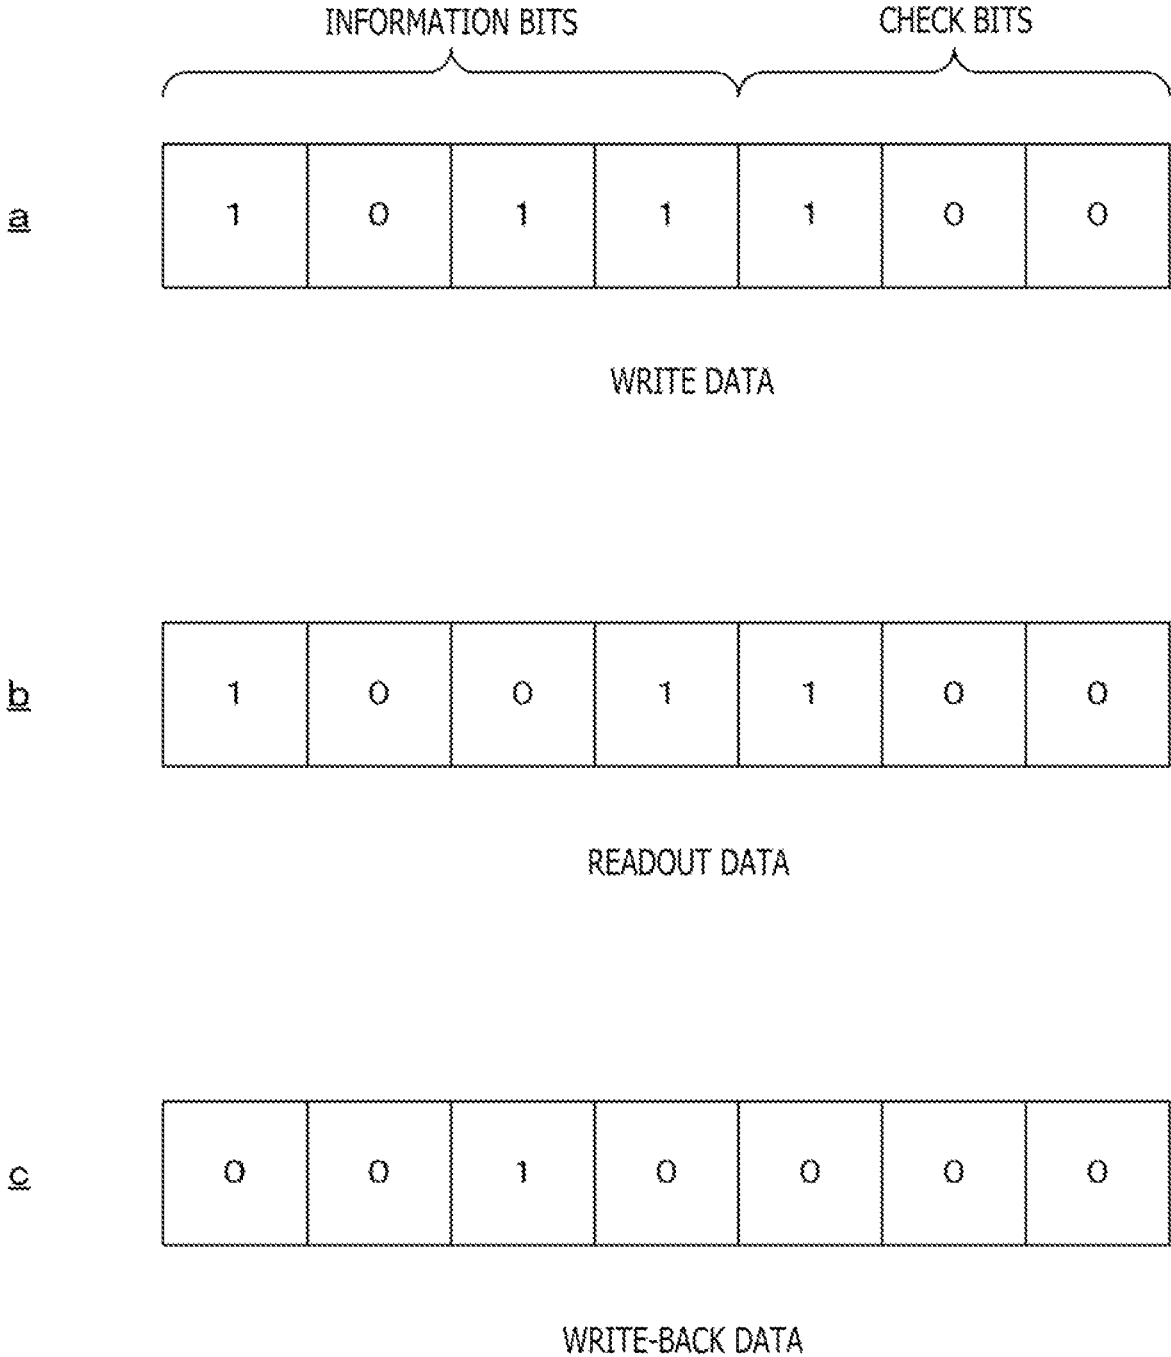 INFORMATION BITS CHECK BITS
a 1 0 1 1 1 0 0
WRITE DATA
b 1 0 0 1 1 0 0
READOUT DATA
c 0 0 1 0 0 0 0
WRITE-BACK DATA